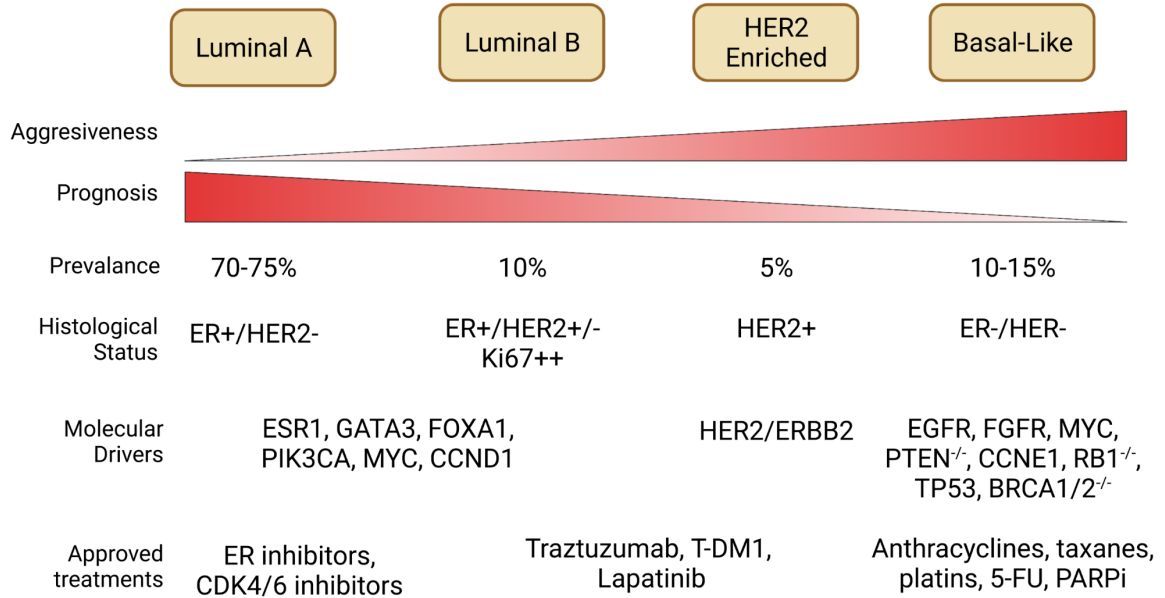 Luminal A
Luminal B
HER2
Enriched
Basal-Like
Aggresiveness
Prognosis
Prevalance
70-75%
10%
5%
10-15%
Histological
Status
ER+/HER2-
ER+/HER2+/-
Ki67++
HER2+
ER-/HER-
Molecular
Drivers
ESR1, GATA3, FOXA1,
PIK3CA, MYC, CCND1
HER2/ERBB2
EGFR, FGFR, MYC,
PTEN-/-, CCNE1, RB1-/-,
TP53, BRCA1/2-/-
Approved
treatments
ER inhibitors,
CDK4/6 inhibitors
Traztuzumab, T-DM1,
Lapatinib
Anthracyclines, taxanes,
platins, 5-FU, PARPi